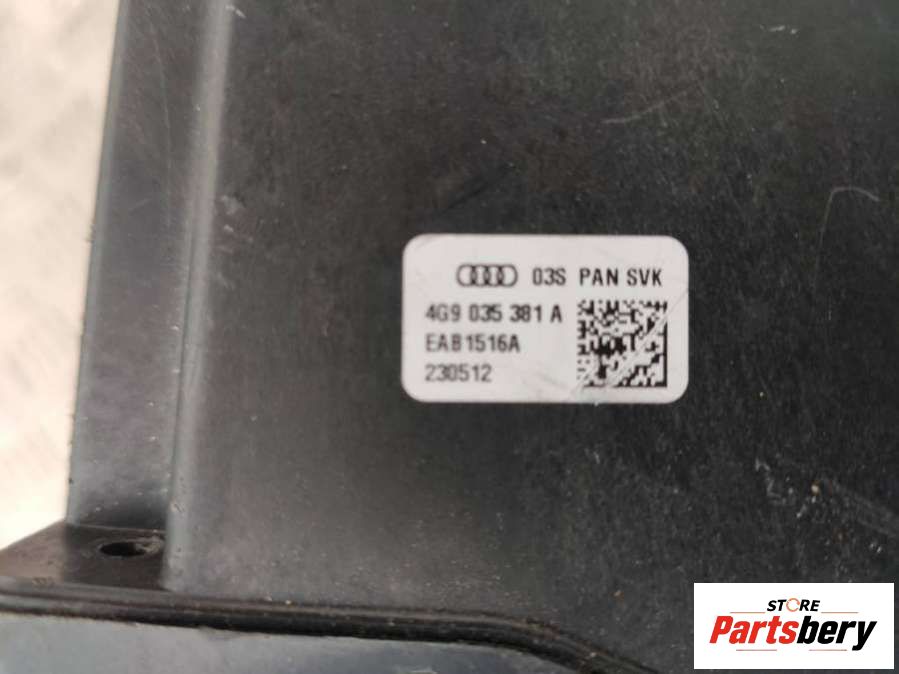 03S PAN SVK
4G9 035 381 A
EAB1516A
230512
STORE
Partsbery